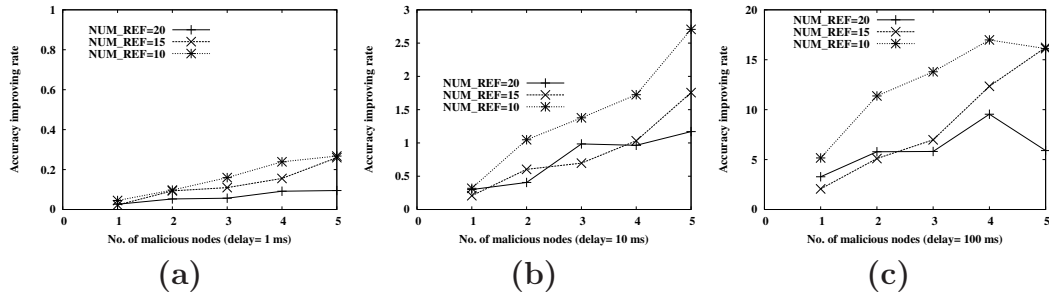 Accuracy improving rate
1
0.8
0.6
0.4
0.2
0
NUM_REF=20
NUM_REF=15
NUM_REF=10
0 1 2 3 4 5
No. of malicious nodes (delay= 1 ms)
(a)
Accuracy improving rate
3
2.5
2
1.5
1
0.5
0
NUM_REF=20
NUM_REF=15
NUM_REF=10
0 1 2 3 4 5
No. of malicious nodes (delay= 10 ms)
(b)
Accuracy improving rate
20
15
10
5
0
NUM_REF=20
NUM_REF=15
NUM_REF=10
0 1 2 3 4 5
No. of malicious nodes (delay= 100 ms)
(c)